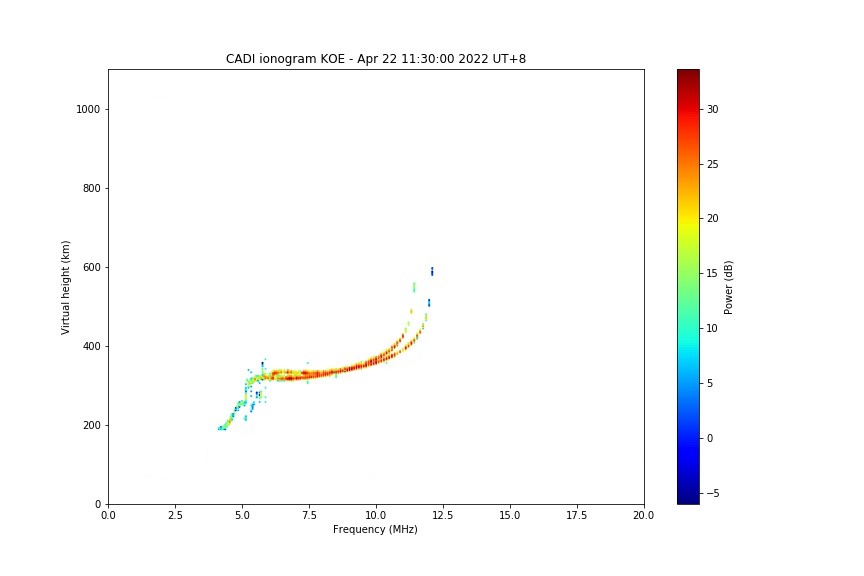 CADI ionogram KOE - Apr 22 11:30:00 2022 UT+8
1000
800
600
400
200
0
Virtual height (km)
0.0 2.5 5.0 7.5 10.0 12.5 15.0 17.5 20.0
Frequency (MHz)
30
25
20
15
10
5
0
−5
Power (dB)